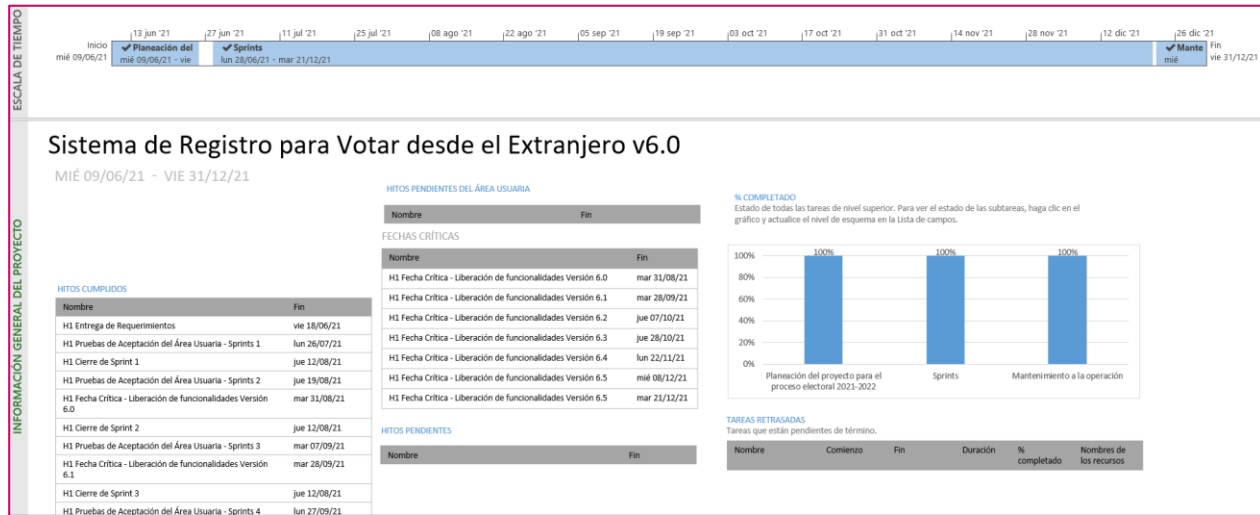 ESCALA DE TIEMPO
13 jun '21 27 jun '21 11 jul '21 25 jul '21 08 ago '21 22 ago '21 05 sep '21 19 sep '21 03 oct '21 17 oct '21 31 oct '21 14 nov '21 28 nov '21 12 dic '21 26 dic '21
Inicio
mié 09/06/21
Planeación del
mié 09/06/21 - vie
Sprints
lun 28/06/21 - mar 21/12/21
Mante
mié
Fin
vie 31/12/21
INFORMACIÓN GENERAL DEL PROYECTO
Sistema de Registro para Votar desde el Extranjero v6.0
MIÉ 09/06/21 - VIE 31/12/21
HITOS CUMPLIDOS
Nombre Fin
H1 Entrega de Requerimientos vie 18/06/21
H1 Pruebas de Aceptación del Área Usuaria - Sprints 1 lun 26/07/21
H1 Cierre de Sprint 1 jue 12/08/21
H1 Pruebas de Aceptación del Área Usuaria - Sprints 2 jue 19/08/21
H1 Fecha Crítica - Liberación de funcionalidades Versión mar 31/08/21
6.0
H1 Cierre de Sprint 2 jue 12/08/21
H1 Pruebas de Aceptación del Área Usuaria - Sprints 3 mar 07/09/21
H1 Fecha Crítica - Liberación de funcionalidades Versión mar 28/09/21
6.1
H1 Cierre de Sprint 3 jue 12/08/21
H1 Pruebas de Aceptación del Área Usuaria - Sprints 4 lun 27/09/21
HITOS PENDIENTES DEL ÁREA USUARIA
Nombre Fin
FECHAS CRÍTICAS
Nombre Fin
H1 Fecha Crítica - Liberación de funcionalidades Versión 6.0 mar 31/08/21
H1 Fecha Crítica - Liberación de funcionalidades Versión 6.1 mar 28/09/21
H1 Fecha Crítica - Liberación de funcionalidades Versión 6.2 jue 07/10/21
H1 Fecha Crítica - Liberación de funcionalidades Versión 6.3 jue 28/10/21
H1 Fecha Crítica - Liberación de funcionalidades Versión 6.4 lun 22/11/21
H1 Fecha Crítica - Liberación de funcionalidades Versión 6.5 mié 08/12/21
H1 Fecha Crítica - Liberación de funcionalidades Versión 6.5 mar 21/12/21
HITOS PENDIENTES
Nombre Fin
% COMPLETADO
Estado de todas las tareas de nivel superior. Para ver el estado de las subtareas, haga clic en el
gráfico y actualice el nivel de esquema en la Lista de campos.
100% 100% 100%
100%
80%
60%
40%
20%
0%
Planeación del proyecto para el
proceso electoral 2021-2022
Sprints
Mantenimiento a la operación
TAREAS RETRASADAS
Tareas que están pendientes de término.
Nombre Comienzo Fin Duración % Nombres de
completado los recursos